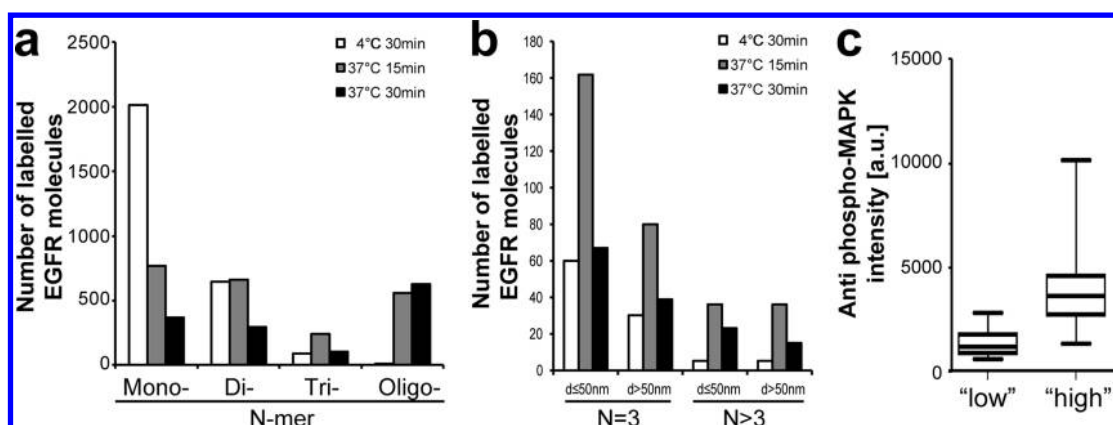 a
Number of labelled
EGFR molecules
2500
2000
1500
1000
500
0
4°C 30min
37°C 15min
37°C 30min
Mono- Di- Tri- Oligo-
N-mer
b
Number of labelled
EGFR molecules
180
160
140
120
100
80
60
40
20
0
4°C 30min
37°C 15min
37°C 30min
d≤50nm d>50nm d≤50nm d>50nm
N=3 N>3
c
Anti phospho-MAPK
intensity [a.u.]
15000
10000
5000
0
“low” “high”